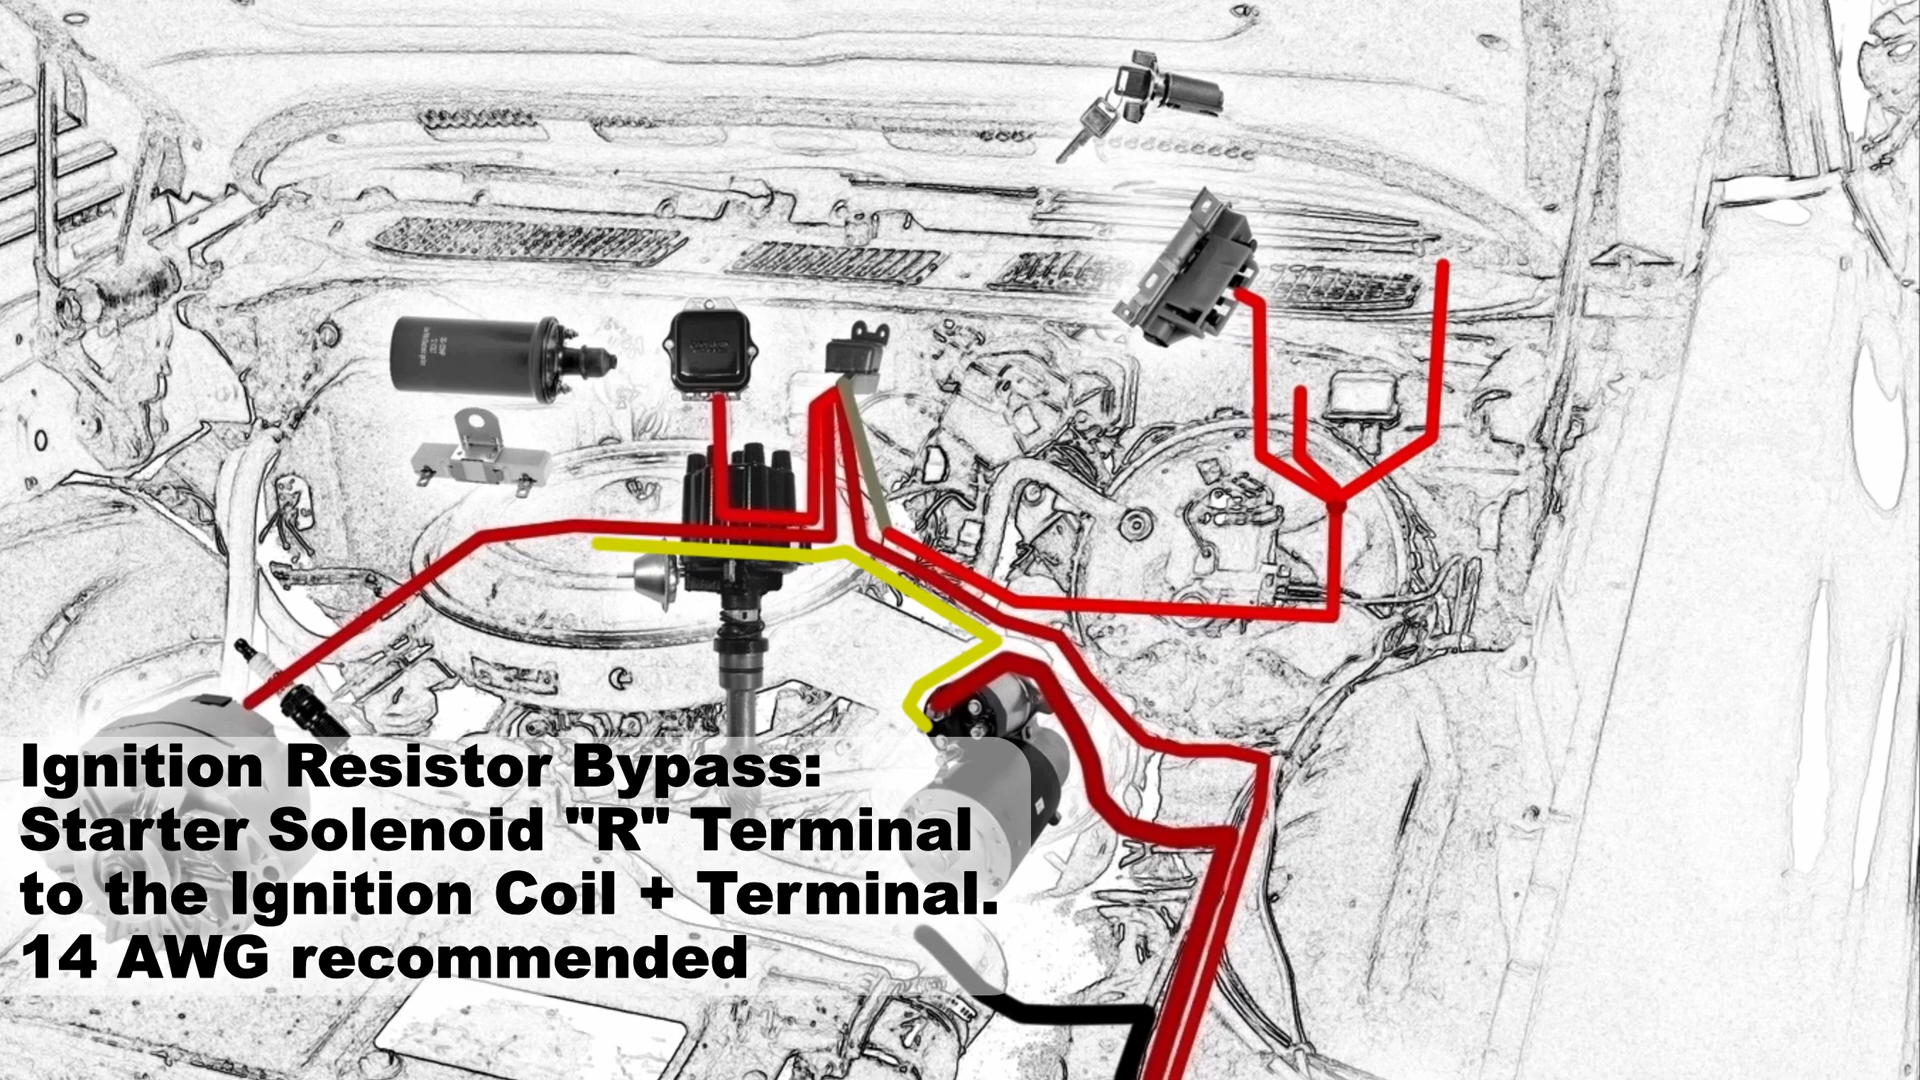 Ignition Resistor Bypass:
Starter Solenoid "R" Terminal
to the Ignition Coil + Terminal.
14 AWG recommended